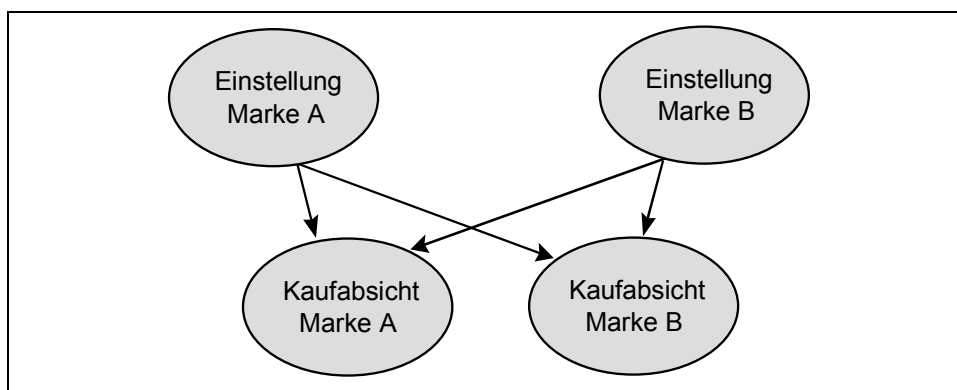 Einstellung
Marke A
Einstellung
Marke B
Kaufabsicht
Marke A
Kaufabsicht
Marke B